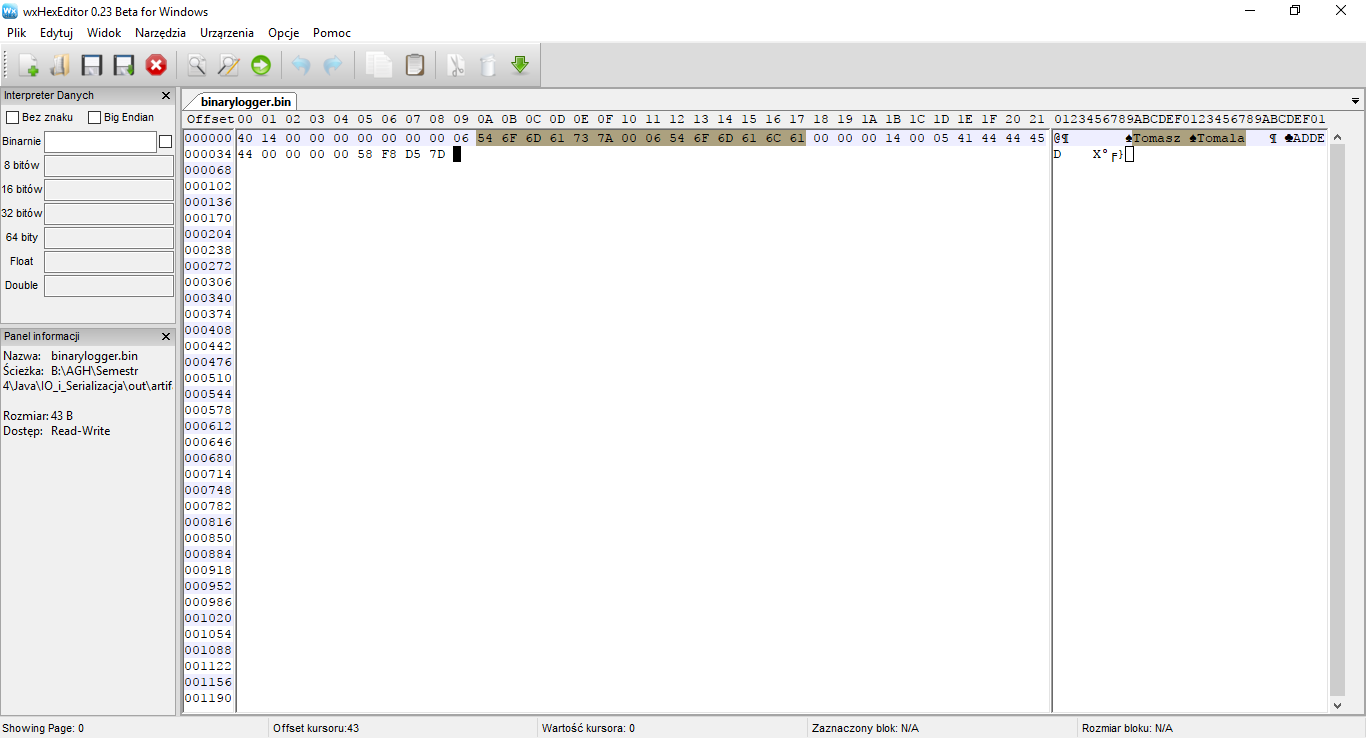 wxHexEditor 0.23 Beta for Windows
Plik Edytuj Widok Narzędzia Urządzenia Opcje Pomoc
Interpreter Danych
Bez znaku Big Endian
Binarnie
8 bitów
16 bitów
32 bitów
64 bity
Float
Double
Panel informacji
Nazwa: binarylogger.bin
Ścieżka: B:\AGH\Semestr
4\Java\IO_i_Serializacja\out\artif
Rozmiar: 43 B
Dostęp: Read-Write
binarylogger.bin
Offset 00 01 02 03 04 05 06 07 08 09 0A 0B 0C 0D 0E 0F 10 11 12 13 14 15 16 17 18 19 1A 1B 1C 1D 1E 1F 20 21 0123456789ABCDEF0123456789ABCDEF01
000000 40 14 00 00 00 00 00 00 00 06 54 6F 6D 61 73 7A 00 06 54 6F 6D 61 6C 61 00 00 00 14 00 05 41 44 44 45 @¶ ♠Tomasz ♠Tomala ¶ ♣ADDE
000034 44 00 00 00 00 58 F8 D5 7D D X°╒}
000068
000102
000136
000170
000204
000238
000272
000306
000340
000374
000408
000442
000476
000510
000544
000578
000612
000646
000680
000714
000748
000782
000816
000850
000884
000918
000952
000986
001020
001054
001088
001122
001156
001190
Showing Page: 0 Offset kursoru:43 Wartość kursora: 0 Zaznaczony blok: N/A Rozmiar bloku: N/A